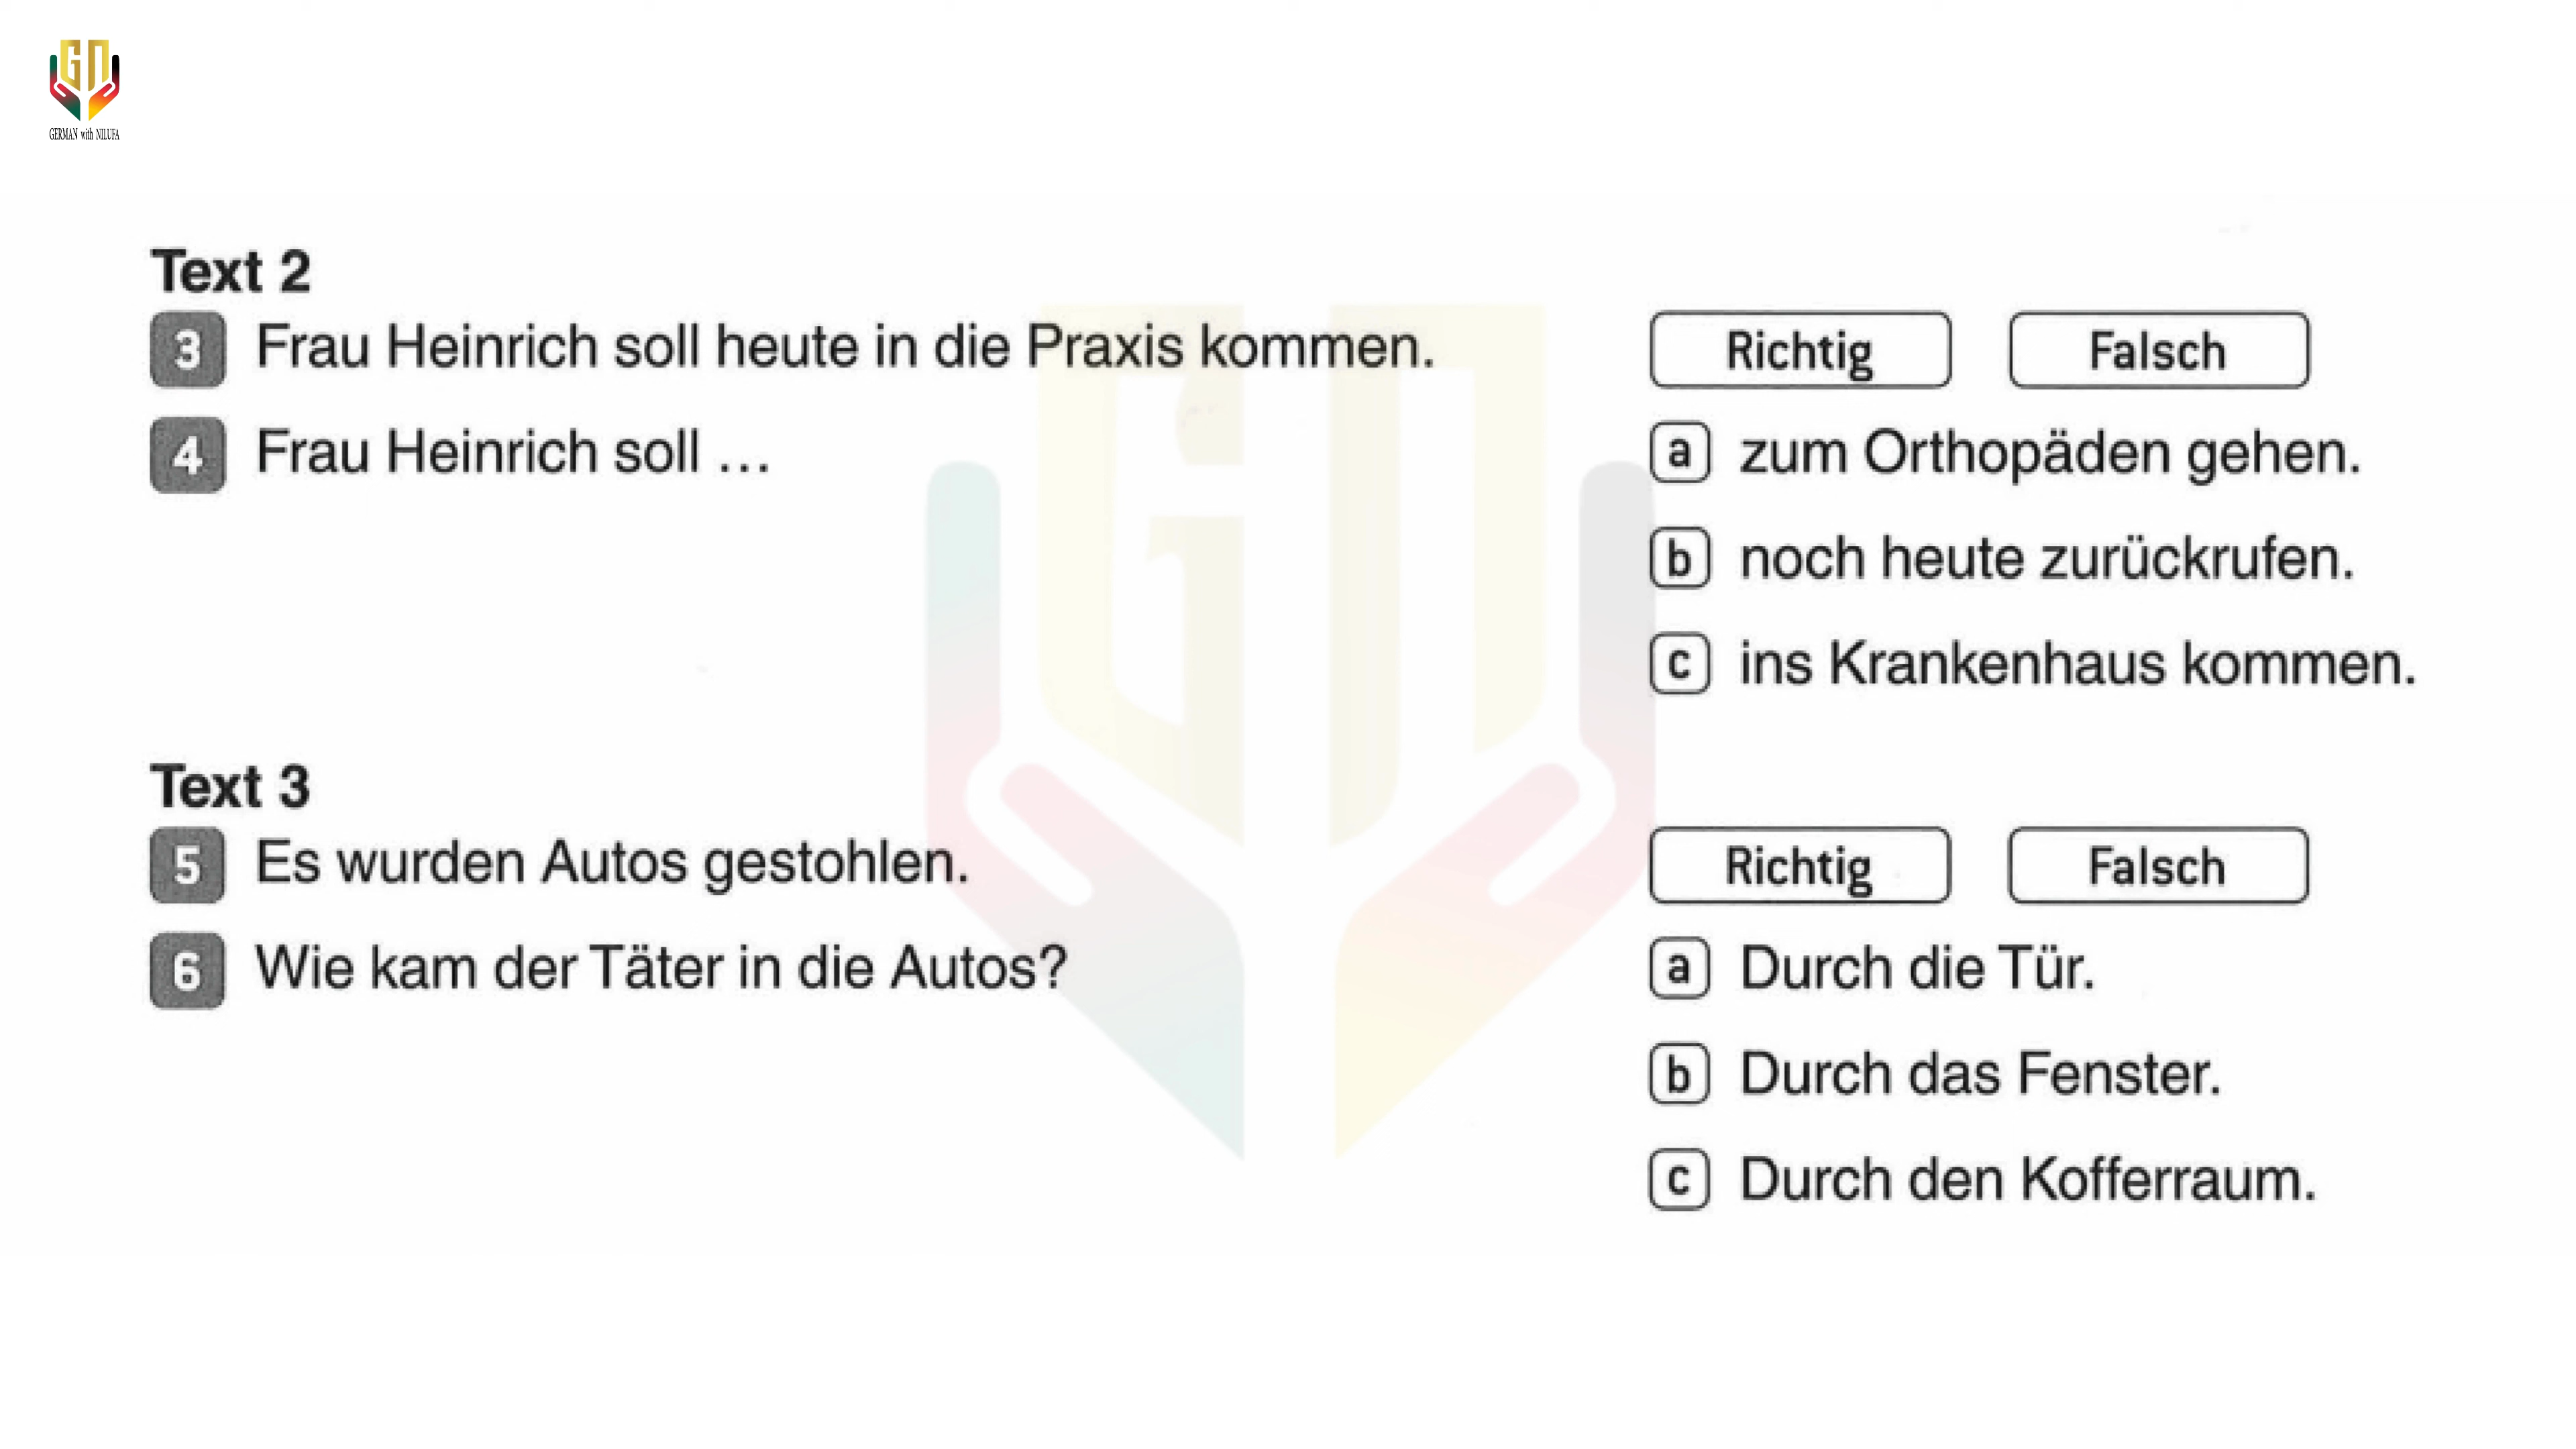 GERMAN with NILUFA
Text 2
3 Frau Heinrich soll heute in die Praxis kommen. Richtig Falsch
4 Frau Heinrich soll ... a zum Orthopäden gehen.
b noch heute zurückrufen.
c ins Krankenhaus kommen.
Text 3
5 Es wurden Autos gestohlen. Richtig Falsch
6 Wie kam der Täter in die Autos? a Durch die Tür.
b Durch das Fenster.
c Durch den Kofferraum.